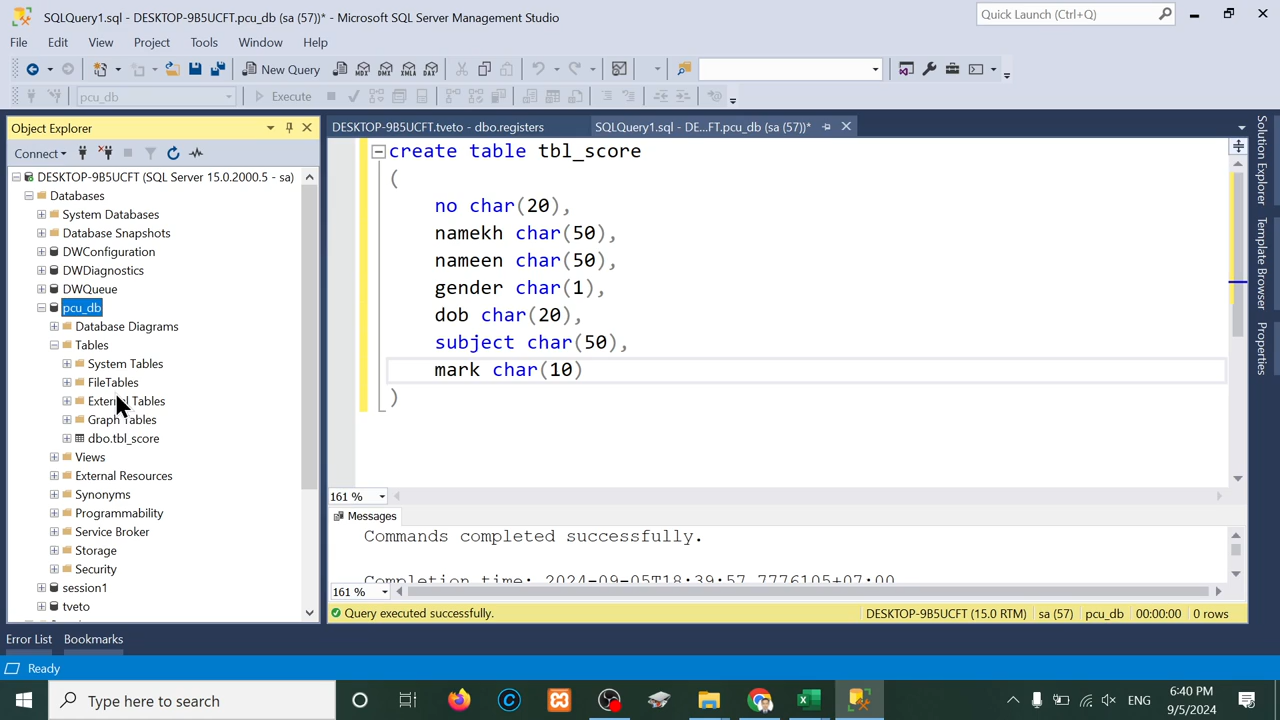 SQLQuery1.sql - DESKTOP-9B5UCFT.pcu_db (sa (57))* - Microsoft SQL Server Management Studio
Quick Launch (Ctrl+Q)
File Edit View Project Tools Window Help
New Query MDX DMX XMLA DAX
pcu_db Execute
Object Explorer
Connect
DESKTOP-9B5UCFT (SQL Server 15.0.2000.5 - sa)
Databases
System Databases
Database Snapshots
DWConfiguration
DWDiagnostics
DWQueue
pcu_db
Database Diagrams
Tables
System Tables
FileTables
External Tables
Graph Tables
dbo.tbl_score
Views
External Resources
Synonyms
Programmability
Service Broker
Storage
Security
session1
tveto
DESKTOP-9B5UCFT.tveto - dbo.registers
SQLQuery1.sql - DE...FT.pcu_db (sa (57))*
create table tbl_score
(
no char(20),
namekh char(50),
nameen char(50),
gender char(1),
dob char(20),
subject char(50),
mark char(10)
)
161 %
Messages
Commands completed successfully.
Completion time: 2024-09-05T18:39:57.7776105+07:00
161 %
Query executed successfully. DESKTOP-9B5UCFT (15.0 RTM) sa (57) pcu_db 00:00:00 0 rows
Solution Explorer
Template Browser
Properties
Error List Bookmarks
Ready
Type here to search
ENG
6:40 PM
9/5/2024